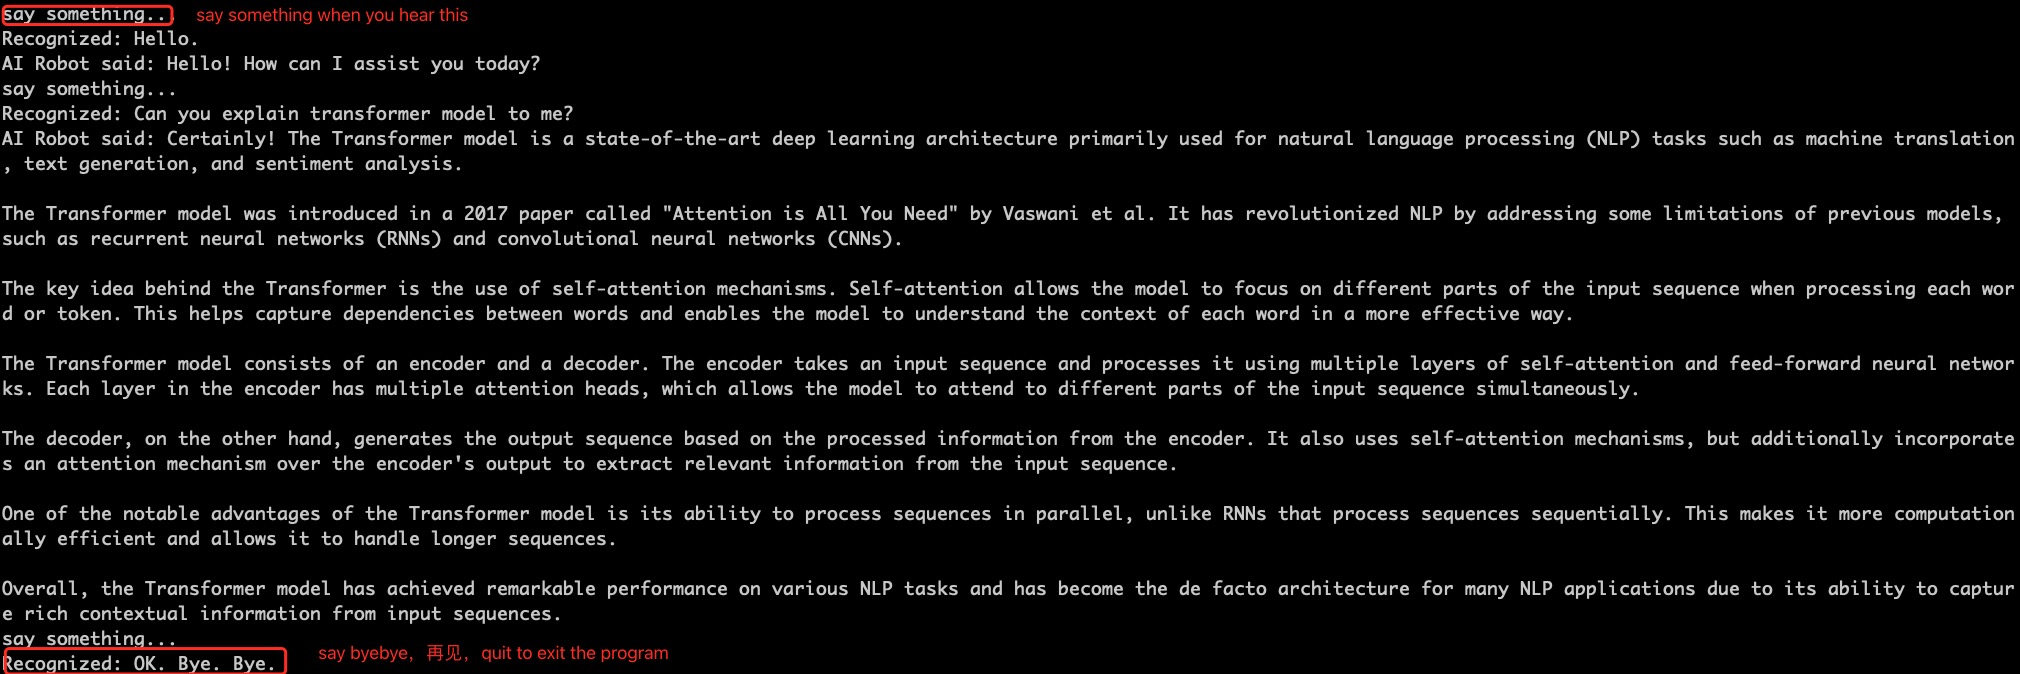 say something... say something when you hear this
Recognized: Hello.
AI Robot said: Hello! How can I assist you today?
say something...
Recognized: Can you explain transformer model to me?
AI Robot said: Certainly! The Transformer model is a state-of-the-art deep learning architecture primarily used for natural language processing (NLP) tasks such as machine translation
, text generation, and sentiment analysis.
The Transformer model was introduced in a 2017 paper called "Attention is All You Need" by Vaswani et al. It has revolutionized NLP by addressing some limitations of previous models,
such as recurrent neural networks (RNNs) and convolutional neural networks (CNNs).
The key idea behind the Transformer is the use of self-attention mechanisms. Self-attention allows the model to focus on different parts of the input sequence when processing each wor
d or token. This helps capture dependencies between words and enables the model to understand the context of each word in a more effective way.
The Transformer model consists of an encoder and a decoder. The encoder takes an input sequence and processes it using multiple layers of self-attention and feed-forward neural networ
ks. Each layer in the encoder has multiple attention heads, which allows the model to attend to different parts of the input sequence simultaneously.
The decoder, on the other hand, generates the output sequence based on the processed information from the encoder. It also uses self-attention mechanisms, but additionally incorporate
s an attention mechanism over the encoder's output to extract relevant information from the input sequence.
One of the notable advantages of the Transformer model is its ability to process sequences in parallel, unlike RNNs that process sequences sequentially. This makes it more computation
ally efficient and allows it to handle longer sequences.
Overall, the Transformer model has achieved remarkable performance on various NLP tasks and has become the de facto architecture for many NLP applications due to its ability to captur
e rich contextual information from input sequences.
say something...
Recognized: OK. Bye. Bye. say byebye，再见，quit to exit the program